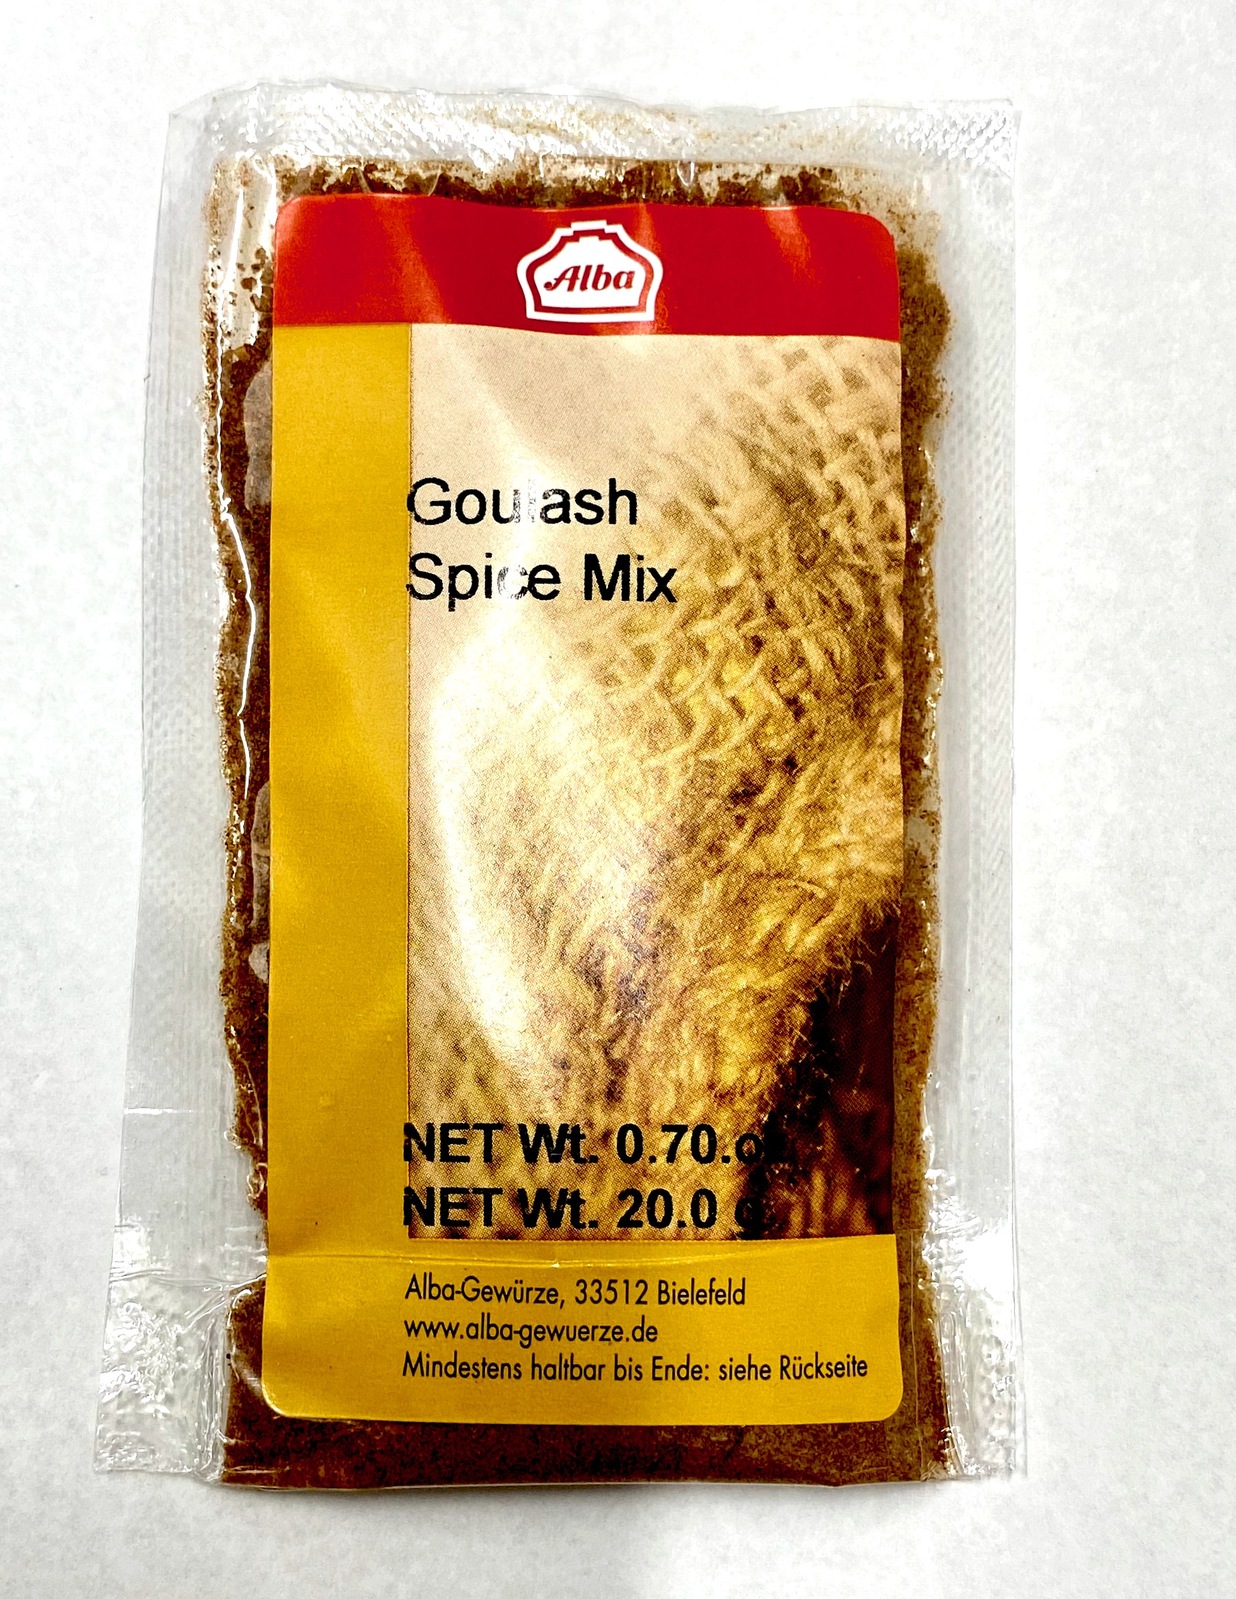 Alba
Goulash
Spice Mix
NET Wt. 0.70.oz
NET Wt. 20.0 g.
Alba-Gewürze, 33512 Bielefeld
www.alba-gewuerze.de
Mindestens haltbar bis Ende: siehe Rückseite